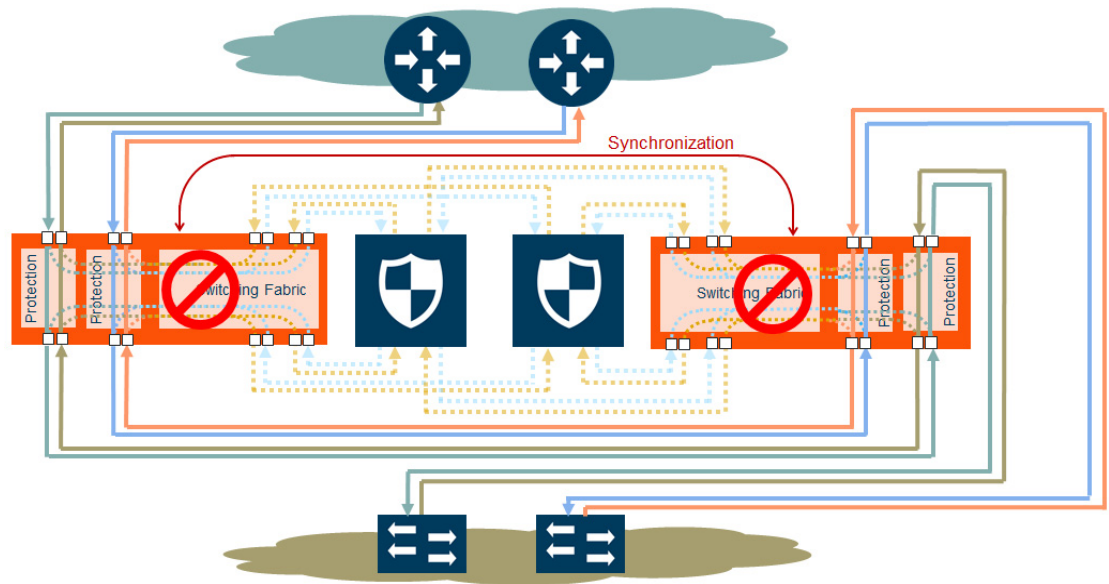 Synchronization
Protection
Protection
Switching Fabric
Switching Fabric
Protection
Protection